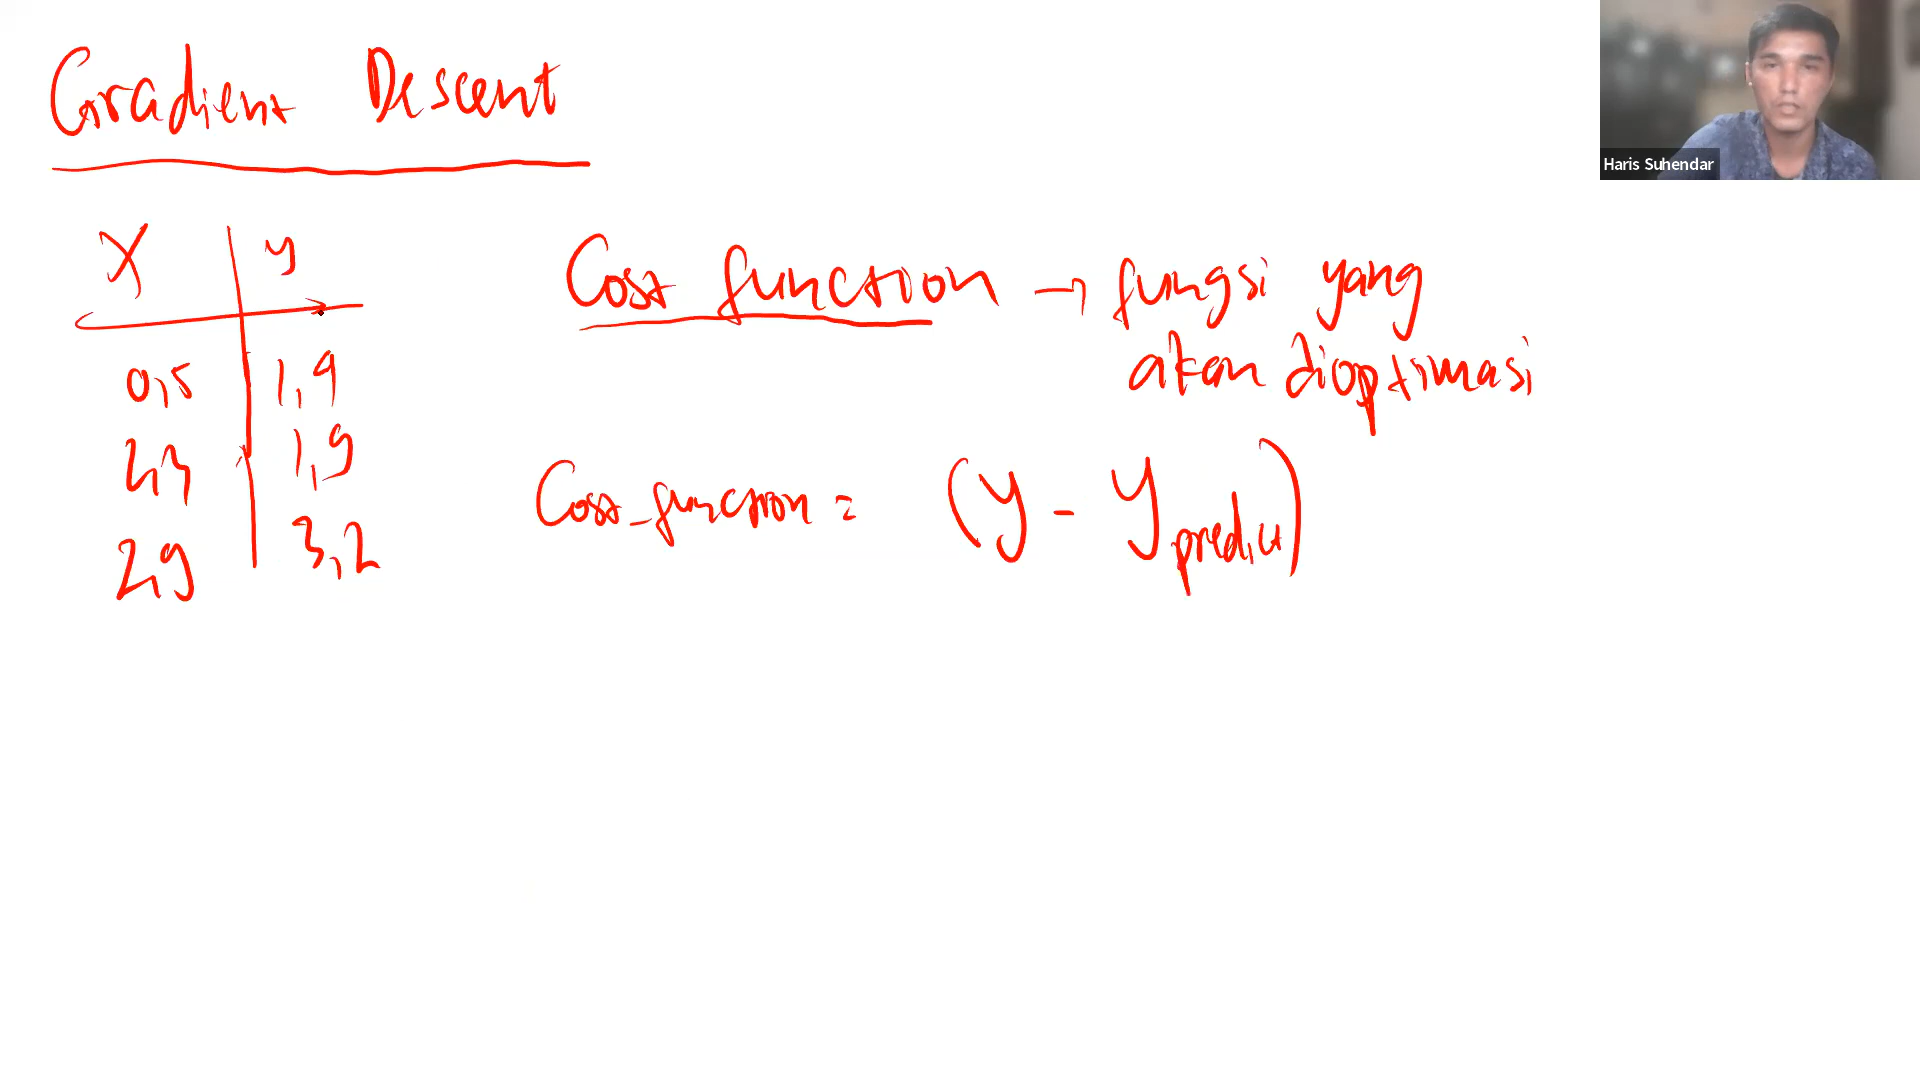 Gradient Descent
Haris Suhendar
X y
0,5 1,9
2,3 1,9
2,9 3,2
Cost function → fungsi yang
akan dioptimasi
Cost_function = (y - y predict)